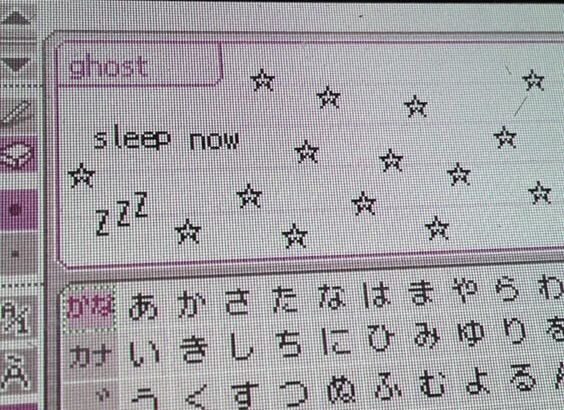 ghost
sleep now
zzz
A/1
かな あ か さ た な は ま や ら わ
カナ い き し ち に ひ み ゆ り を
う く す つ ぬ ふ む よ る
Ã